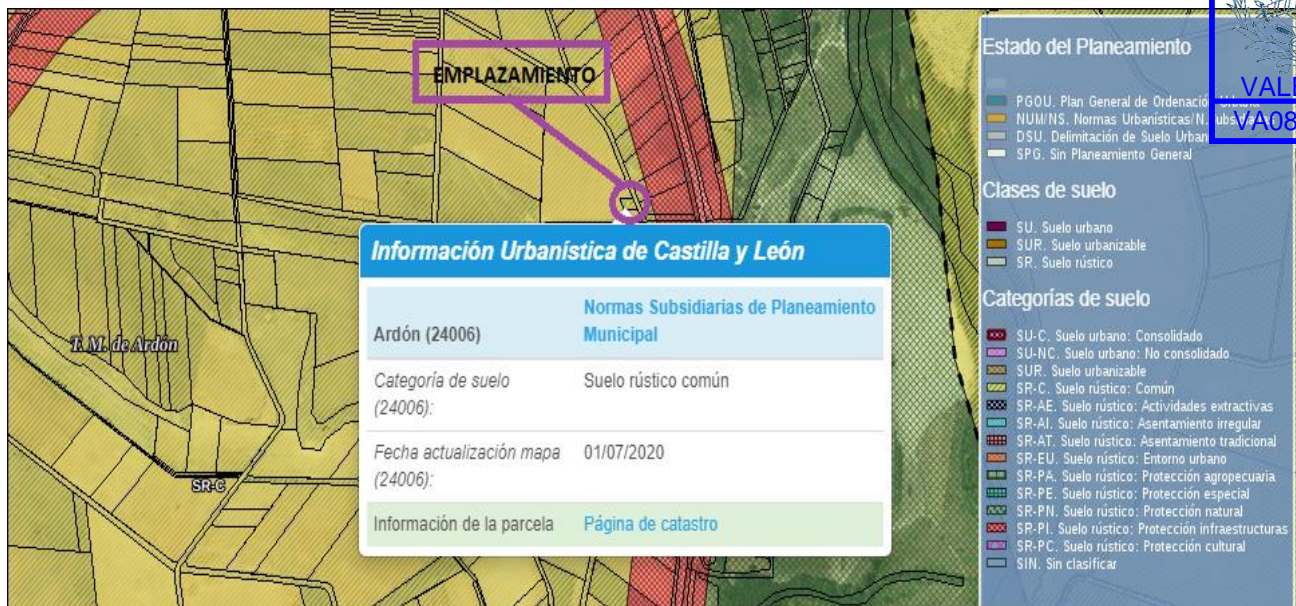 EMPLAZAMIENTO
T. M. de Ardón
SR-C
Información Urbanística de Castilla y León
Ardón (24006)
Normas Subsidiarias de Planeamiento
Municipal
Categoría de suelo
(24006):
Suelo rústico común
Fecha actualización mapa
(24006):
01/07/2020
Información de la parcela
Página de catastro
Estado del Planeamiento
PGOU. Plan General de Ordenación
NUM/NS. Normas Urbanísticas/N.
DSU. Delimitación de Suelo Urban
SPG. Sin Planeamiento General
Clases de suelo
SU. Suelo urbano
SUR. Suelo urbanizable
SR. Suelo rústico
Categorías de suelo
SU-C. Suelo urbano: Consolidado
SU-NC. Suelo urbano: No consolidado
SUR. Suelo urbanizable
SR-C. Suelo rústico: Común
SR-AE. Suelo rústico: Actividades extractivas
SR-AI. Suelo rústico: Asentamiento irregular
SR-AT. Suelo rústico: Asentamiento tradicional
SR-EU. Suelo rústico: Entorno urbano
SR-PA. Suelo rústico: Protección agropecuaria
SR-PE. Suelo rústico: Protección especial
SR-PN. Suelo rústico: Protección natural
SR-PI. Suelo rústico: Protección infraestructuras
SR-PC. Suelo rústico: Protección cultural
SIN. Sin clasificar
VA08